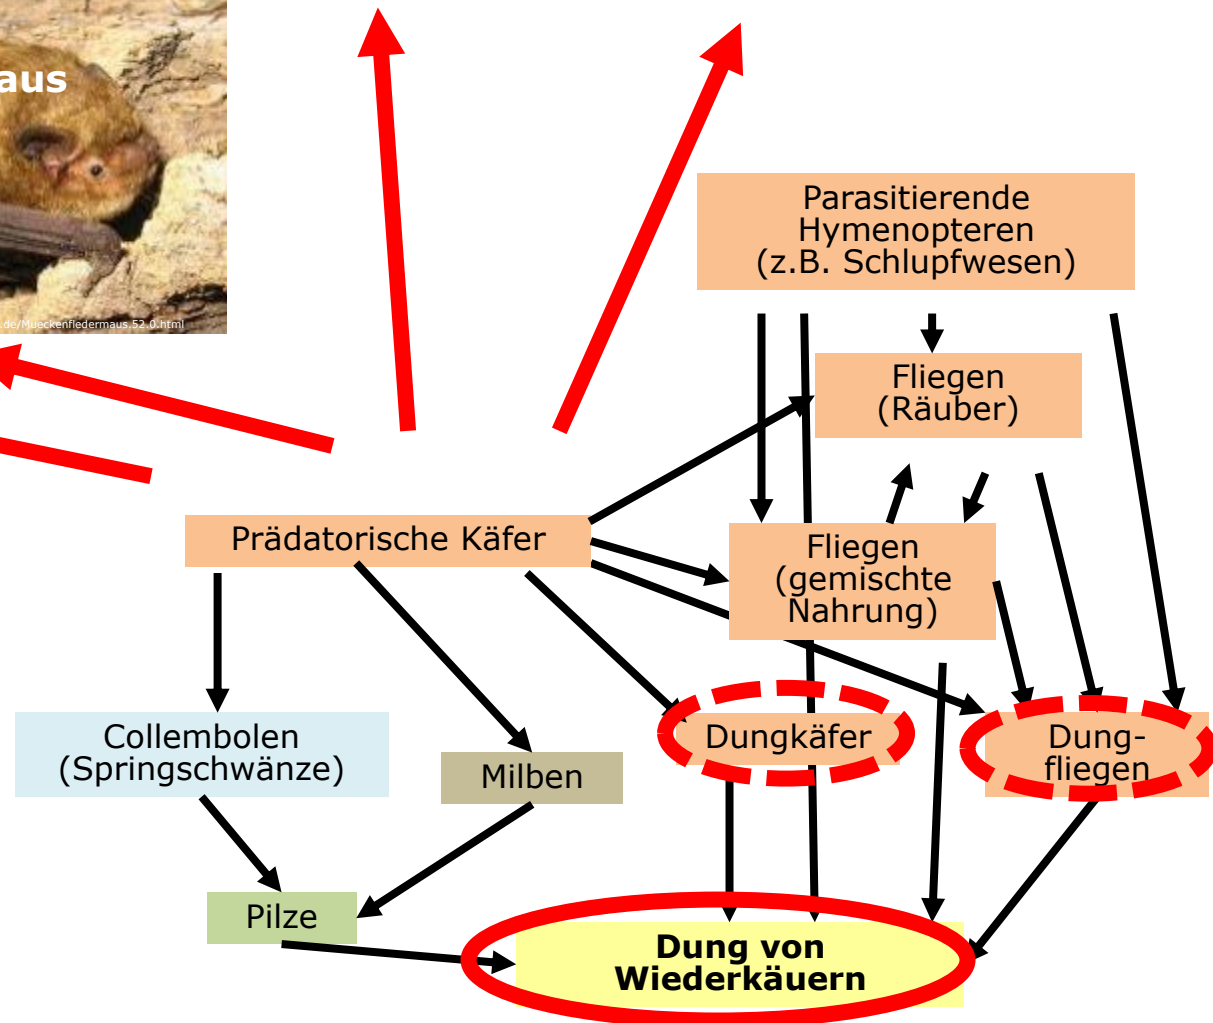 aus
.de/Mueckenfledermaus.52.0.html
Parasitierende
Hymenopteren
(z.B. Schlupfwesen)
Fliegen
(Räuber)
Prädatorische Käfer
Fliegen
(gemischte
Nahrung)
Collembolen
(Springschwänze)
Milben
Dungkäfer
Dung-
fliegen
Pilze
Dung von
Wiederkäuern